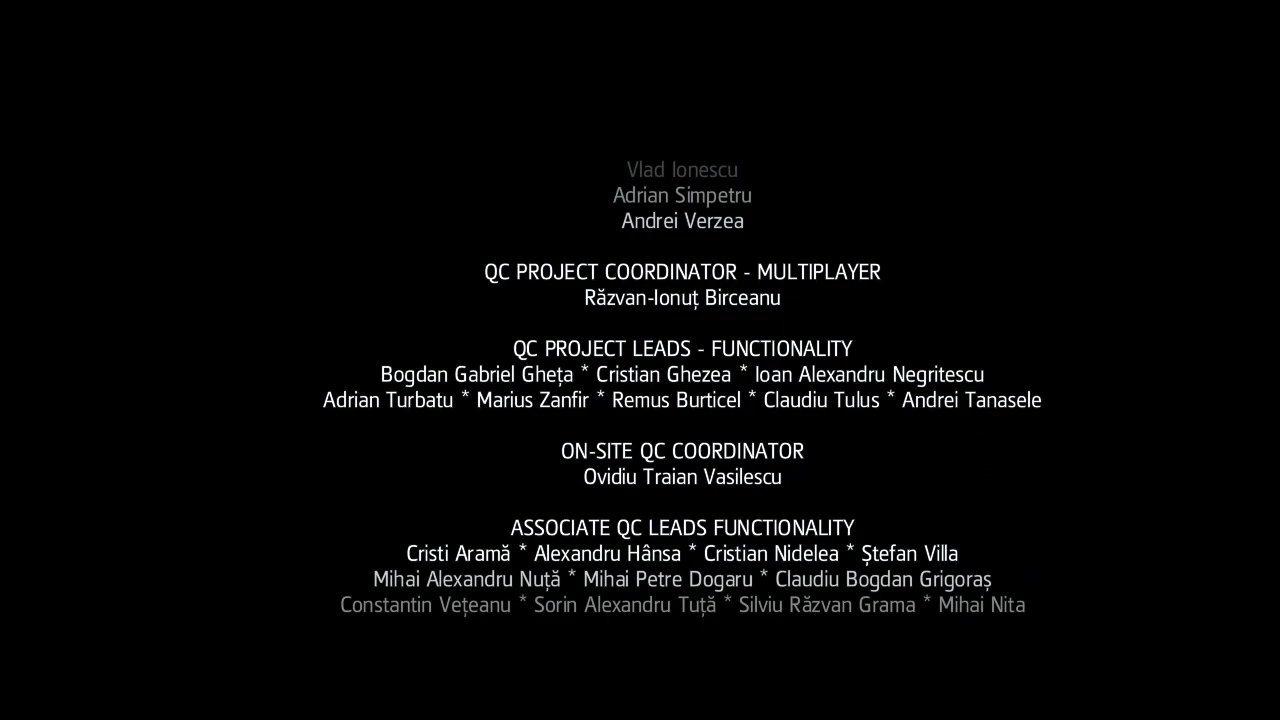 Vlad Ionescu
Adrian Simpetru
Andrei Verzea
QC PROJECT COORDINATOR - MULTIPLAYER
Răzvan-Ionuț Birceanu
QC PROJECT LEADS - FUNCTIONALITY
Bogdan Gabriel Gheța * Cristian Ghezea * Ioan Alexandru Negritescu
Adrian Turbatu * Marius Zanfir * Remus Burticel * Claudiu Tulus * Andrei Tanasele
ON-SITE QC COORDINATOR
Ovidiu Traian Vasilescu
ASSOCIATE QC LEADS FUNCTIONALITY
Cristi Aramă * Alexandru Hânsa * Cristian Nidelea * Ștefan Villa
Mihai Alexandru Nuță * Mihai Petre Dogaru * Claudiu Bogdan Grigoraș
Constantin Vețeanu * Sorin Alexandru Tuță * Silviu Răzvan Grama * Mihai Nita